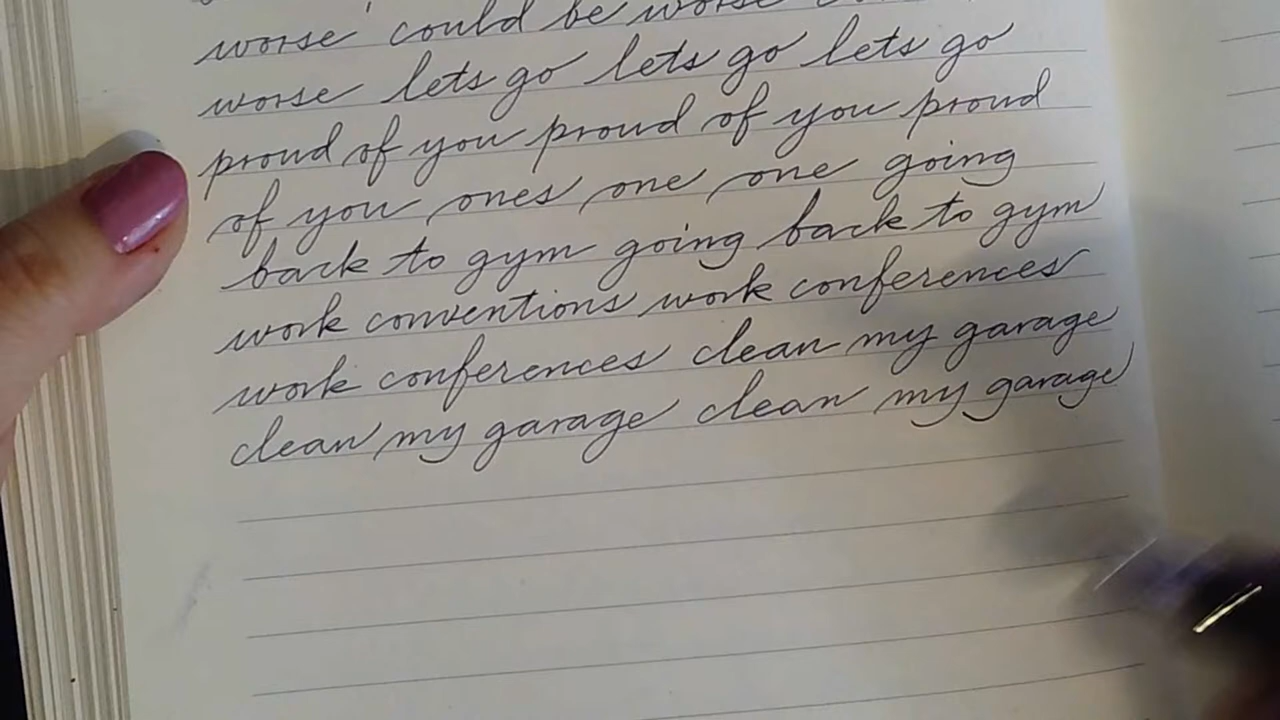 worse could be worse
worse lets go lets go lets go
proud of you proud of you proud
of you ones one one going
back to gym going back to gym
work conventions work conferences
work conferences clean my garage
clean my garage clean my garage